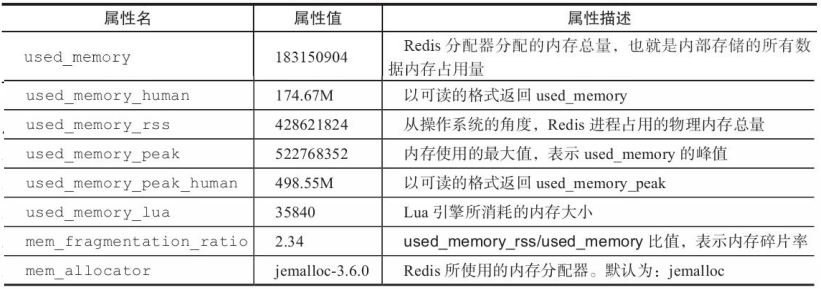 属性名 属性值 属性描述
used_memory 183150904 Redis 分配器分配的内存总量，也就是内部存储的所有数
据内存占用量
used_memory_human 174.67M 以可读的格式返回 used_memory
used_memory_rss 428621824 从操作系统的角度，Redis 进程占用的物理内存总量
used_memory_peak 522768352 内存使用的最大值，表示 used_memory 的峰值
used_memory_peak_human 498.55M 以可读的格式返回 used_memory_peak
used_memory_lua 35840 Lua 引擎所消耗的内存大小
mem_fragmentation_ratio 2.34 used_memory_rss/used_memory 比值，表示内存碎片率
mem_allocator jemalloc-3.6.0 Redis 所使用的内存分配器。默认为：jemalloc